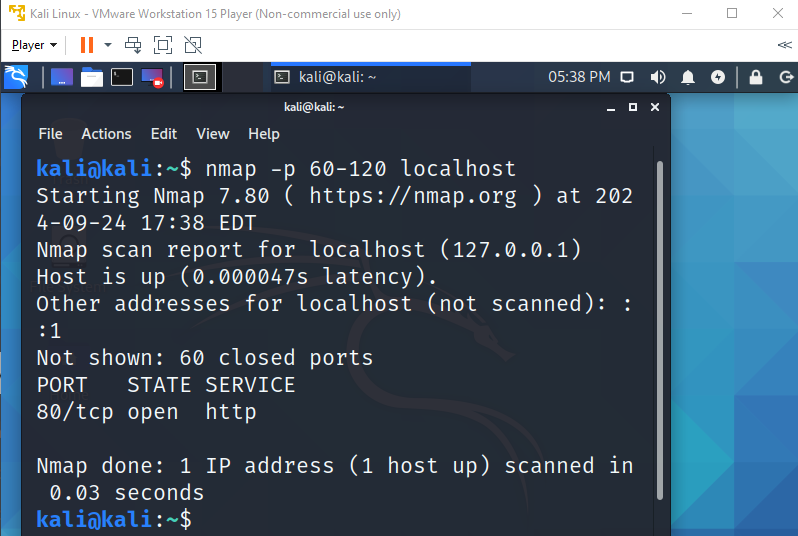 Kali Linux - VMware Workstation 15 Player (Non-commercial use only)
Player
kali@kali: ~
05:38 PM
kali@kali: ~
File Actions Edit View Help
kali@kali:~$ nmap -p 60-120 localhost
Starting Nmap 7.80 ( https://nmap.org ) at 202
4-09-24 17:38 EDT
Nmap scan report for localhost (127.0.0.1)
Host is up (0.000047s latency).
Other addresses for localhost (not scanned): :
:1
Not shown: 60 closed ports
PORT   STATE SERVICE
80/tcp open  http
Nmap done: 1 IP address (1 host up) scanned in
 0.03 seconds
kali@kali:~$